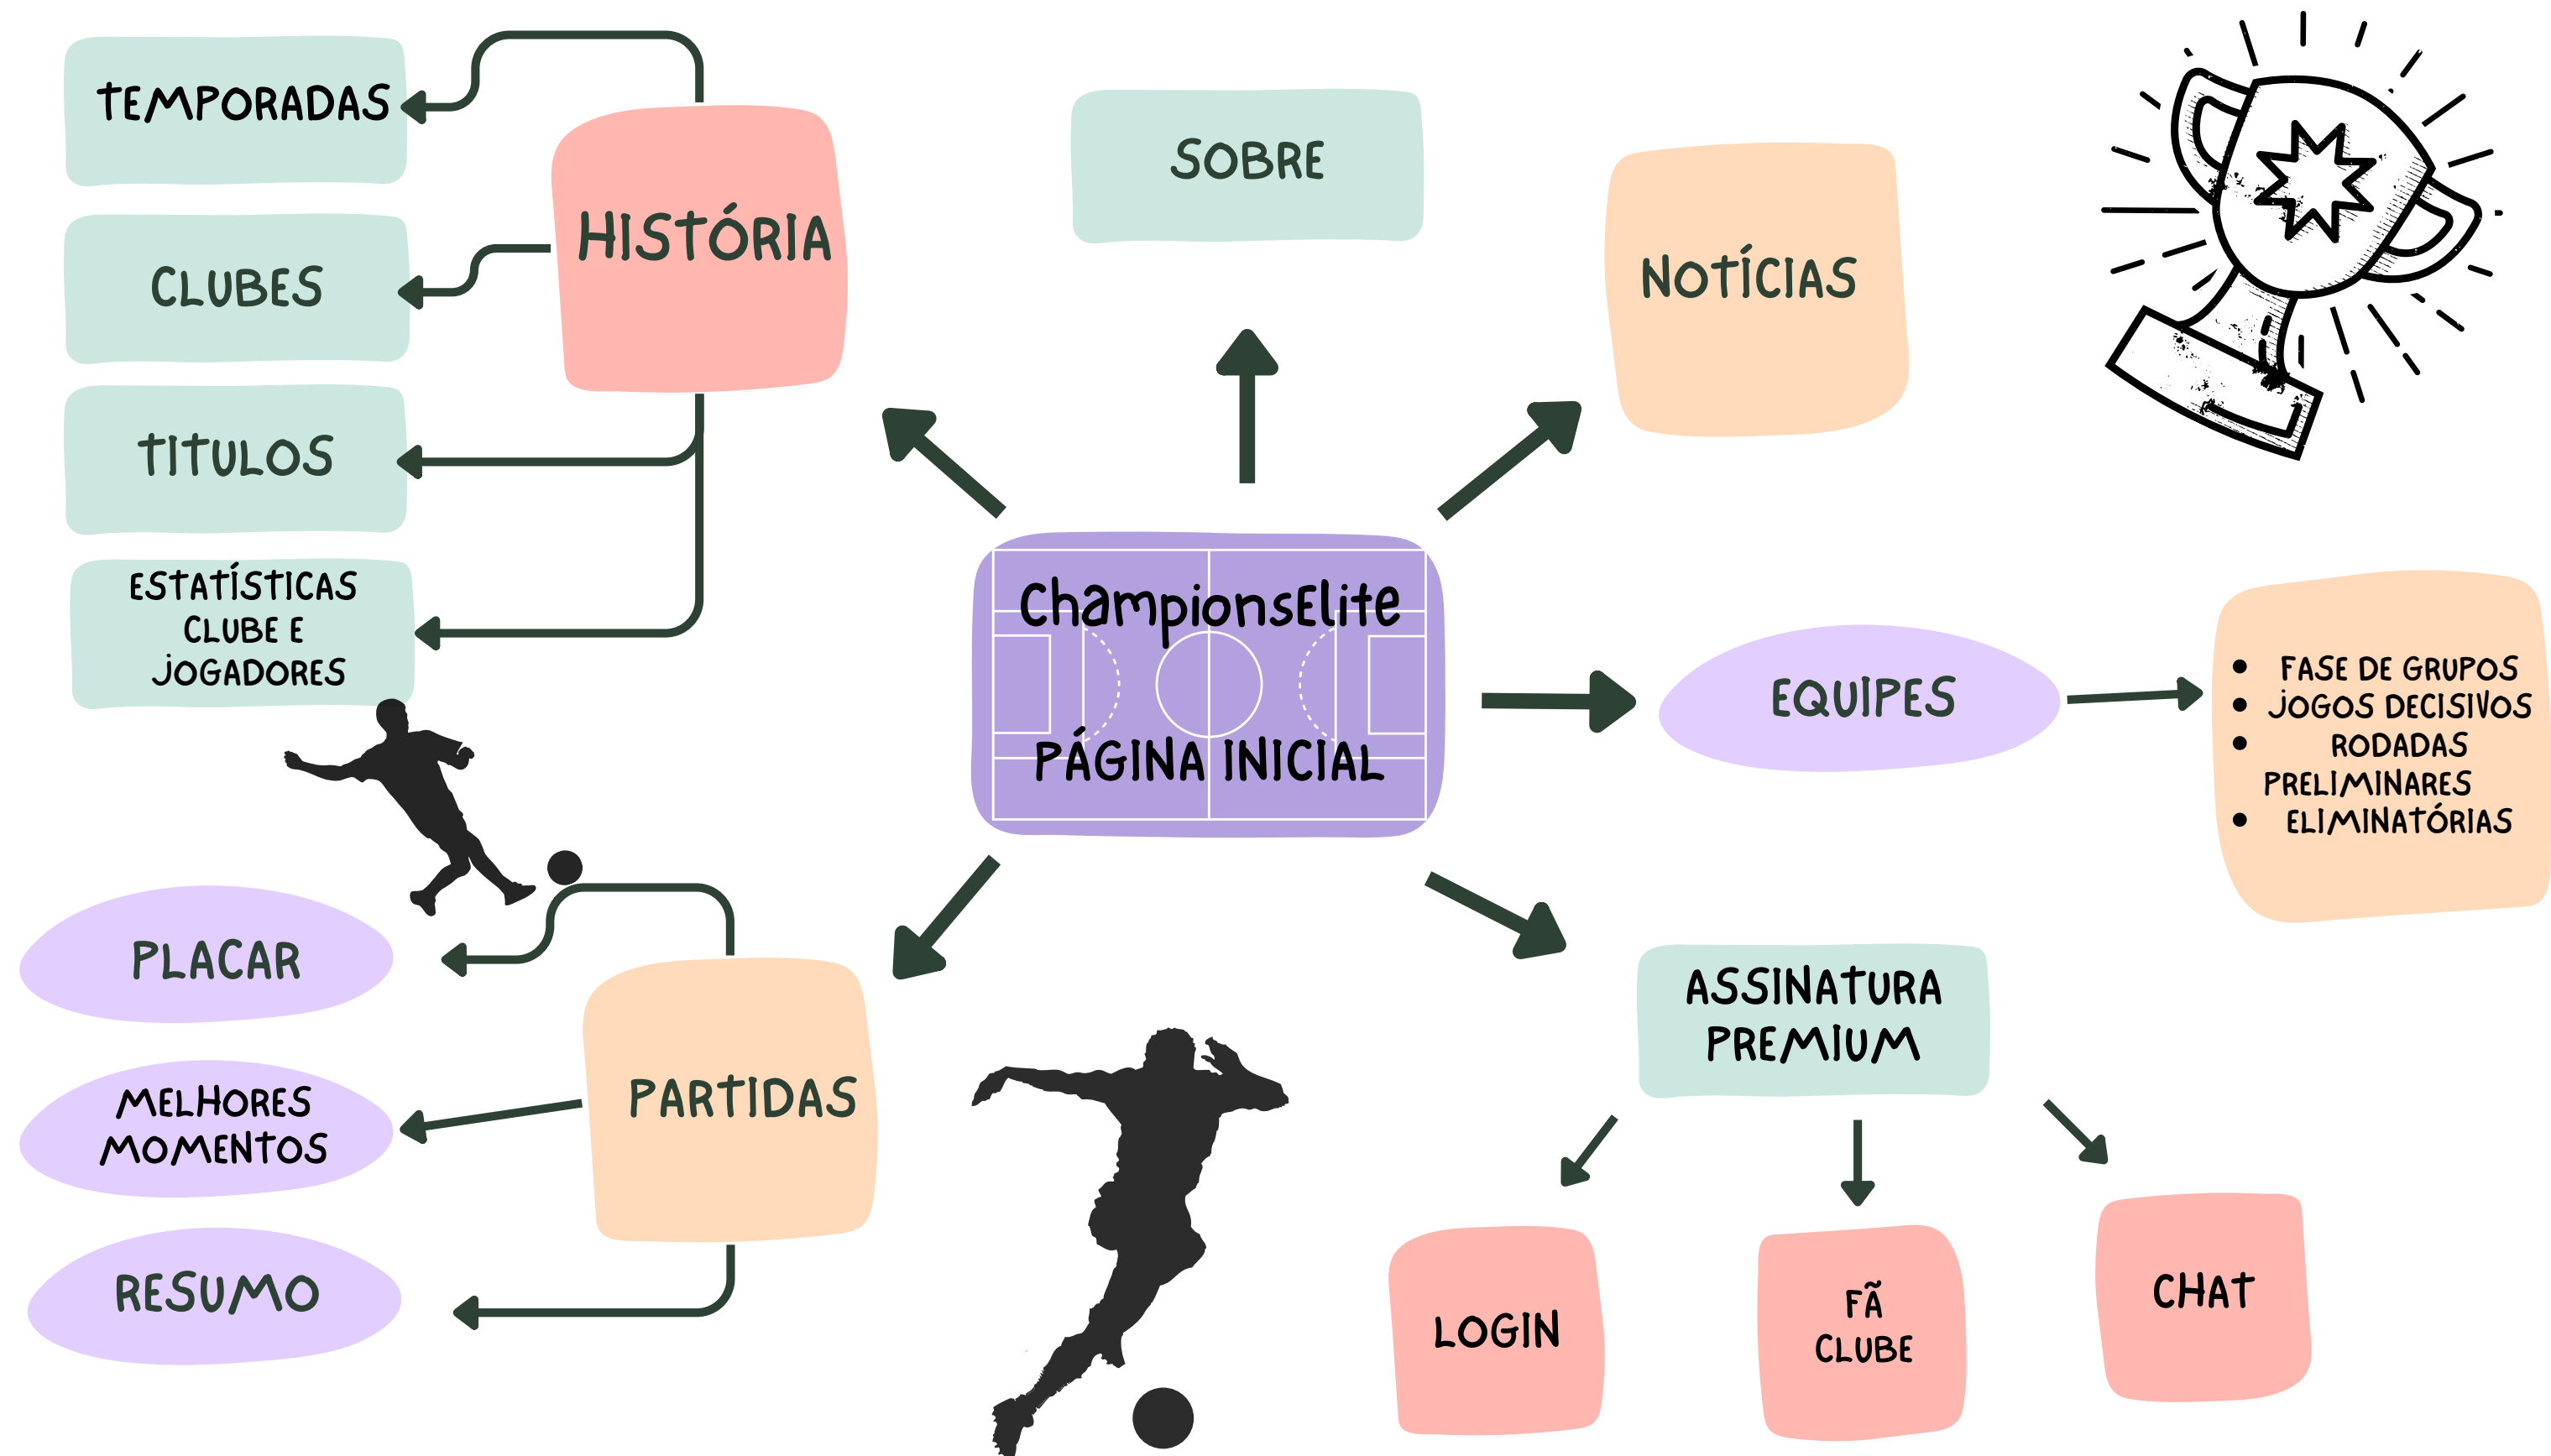 TEMPORADAS
CLUBES
TITULOS
ESTATÍSTICAS
CLUBE E
JOGADORES
HISTÓRIA
SOBRE
NOTÍCIAS
ChampionsElite
PÁGINA INICIAL
EQUIPES
• FASE DE GRUPOS
• JOGOS DECISIVOS
• RODADAS
PRELIMINARES
• ELIMINATÓRIAS
PLACAR
MELHORES
MOMENTOS
RESUMO
PARTIDAS
ASSINATURA
PREMIUM
LOGIN
FÃ
CLUBE
CHAT